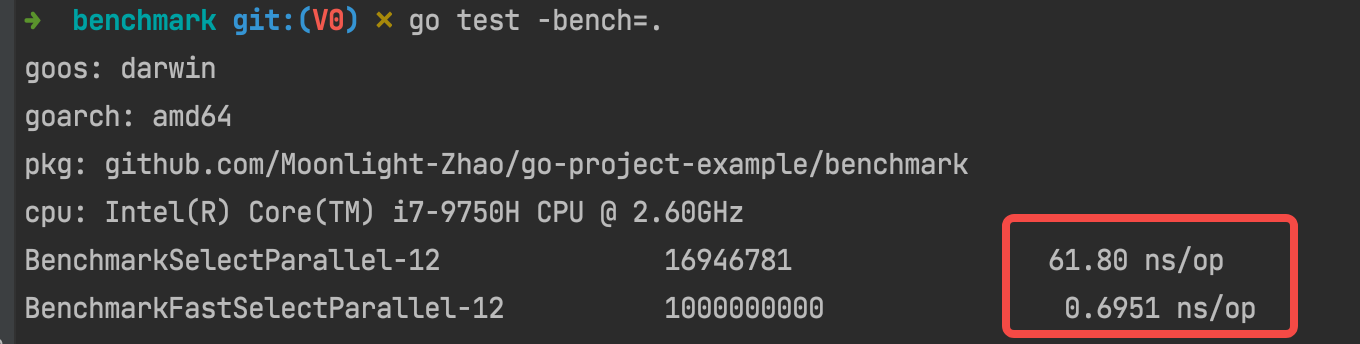 ➜ benchmark git:(V0) ✗ go test -bench=.
goos: darwin
goarch: amd64
pkg: github.com/Moonlight-Zhao/go-project-example/benchmark
cpu: Intel(R) Core(TM) i7-9750H CPU @ 2.60GHz
BenchmarkSelectParallel-12 16946781 61.80 ns/op
BenchmarkFastSelectParallel-12 1000000000 0.6951 ns/op